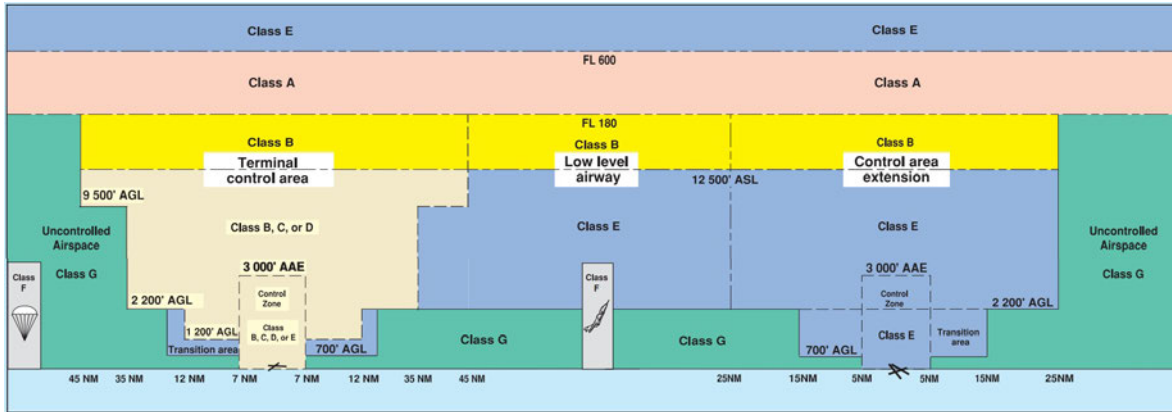 Class E Class E
FL 600
Class A Class A
FL 180
Class B Class B Class B
Terminal
control area
Low level
airway
Control area
extension
9 500' AGL
12 500' ASL
Class B, C, or D
Class E
Class E
Uncontrolled
Airspace
Class G
Uncontrolled
Airspace
Class G
Class
F
3 000' AAE
Class
F
3 000' AAE
2 200' AGL
Control
Zone
Control
Zone
2 200' AGL
1 200' AGL
Class
B, C, D, or E
Transition area
700' AGL
Class G
Class G
700' AGL
Class E
Transition
area
45 NM 35 NM 12 NM 7 NM 7 NM 12 NM 35 NM 45 NM 25NM 15NM 5NM 5NM 15NM 25NM